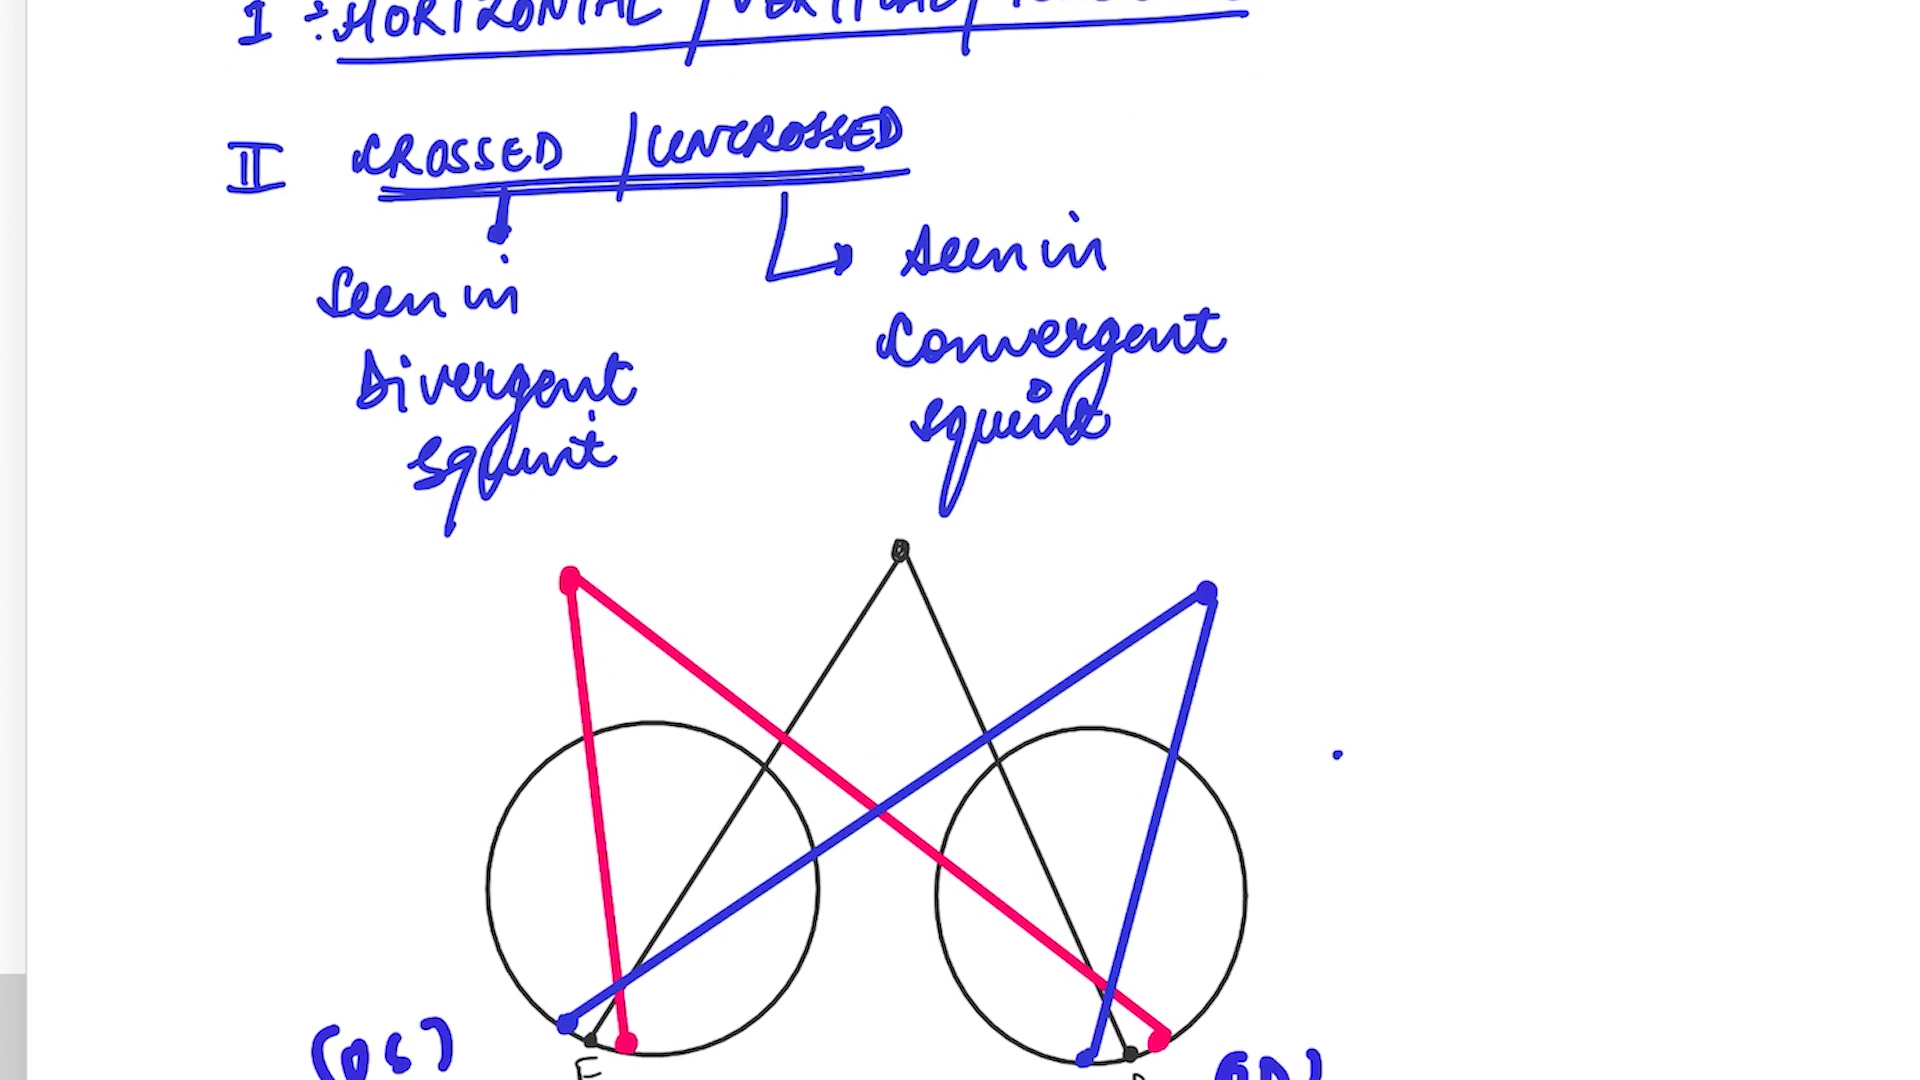 I : HORIZONTAL / VERTICAL /
II CROSSED / UNCROSSED
Seen in
Divergent
squint
Seen in
Convergent
squint
(OS)
F